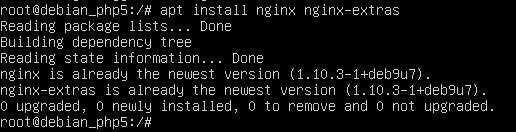 root@debian_php5:/# apt install nginx nginx-extras
Reading package lists... Done
Building dependency tree
Reading state information... Done
nginx is already the newest version (1.10.3-1+deb9u7).
nginx-extras is already the newest version (1.10.3-1+deb9u7).
0 upgraded, 0 newly installed, 0 to remove and 0 not upgraded.
root@debian_php5:/#